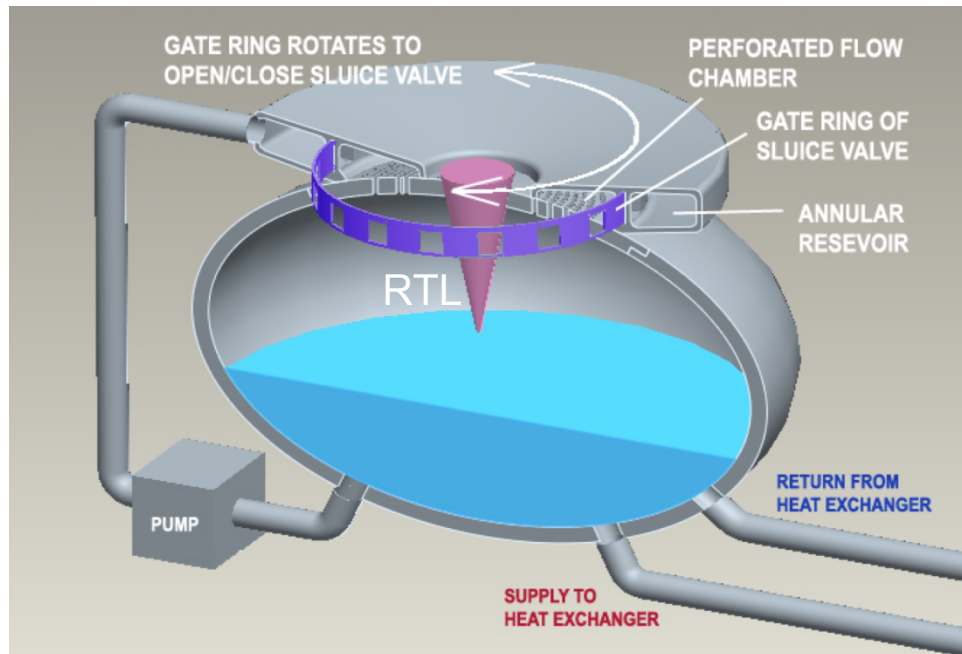 GATE RING ROTATES TO
OPEN/CLOSE SLUICE VALVE
PERFORATED FLOW
CHAMBER
GATE RING OF
SLUICE VALVE
ANNULAR
RESEVOIR
RTL
RETURN FROM
HEAT EXCHANGER
PUMP
SUPPLY TO
HEAT EXCHANGER